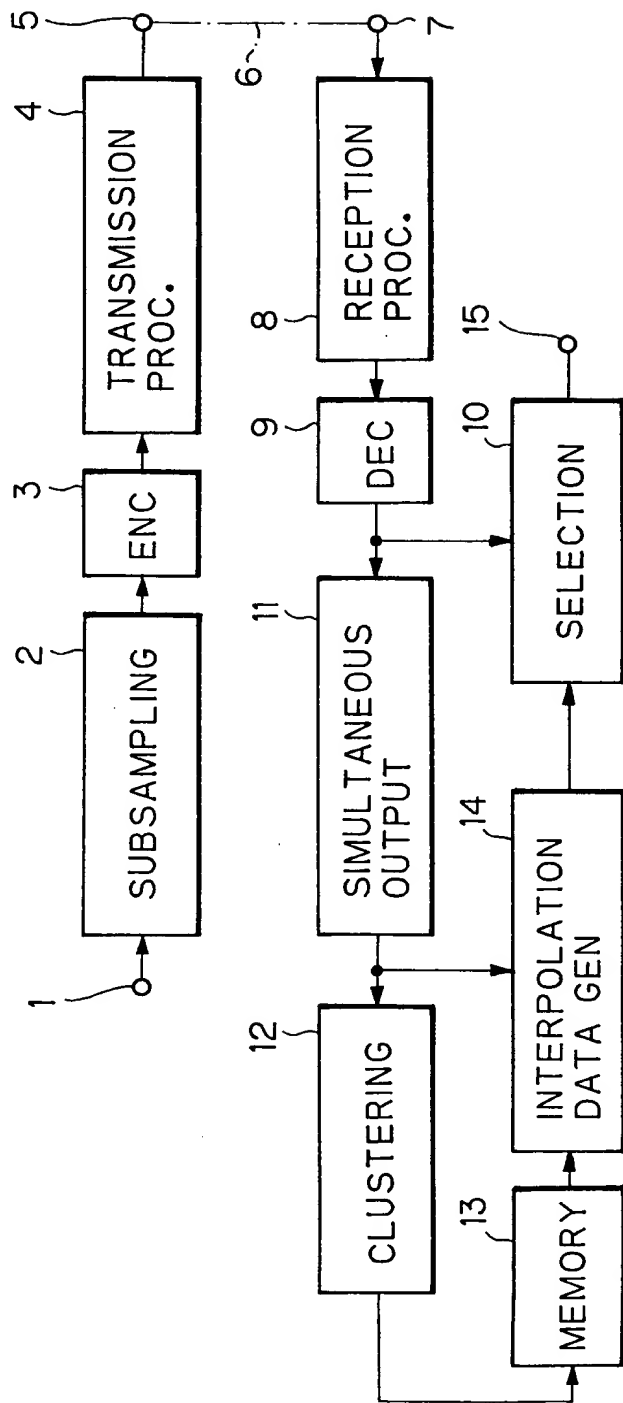 1
2
SUBSAMPLING
3
ENC
4
TRANSMISSION
PROC.
5
6
7
8
RECEPTION
PROC.
9
DEC
11
SIMULTANEOUS
OUTPUT
12
CLUSTERING
13
MEMORY
14
INTERPOLATION
DATA GEN
10
SELECTION
15